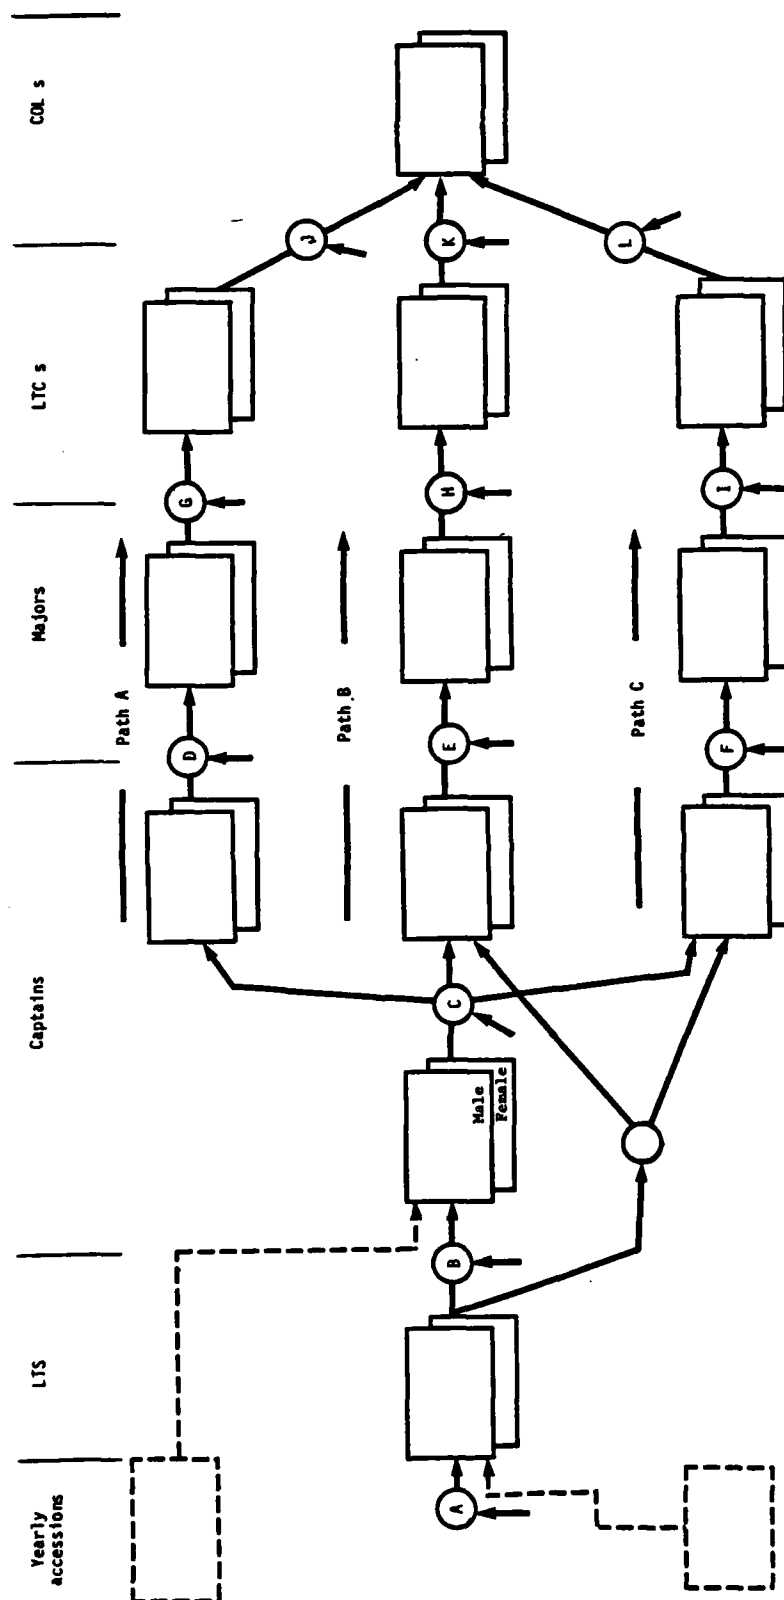 Yearly
accessions
LTS
Captains
Majors
LTC s
COL s
Path A
Path B
Path C
Male
Female
A
B
C
D
E
F
G
H
I
J
K
L